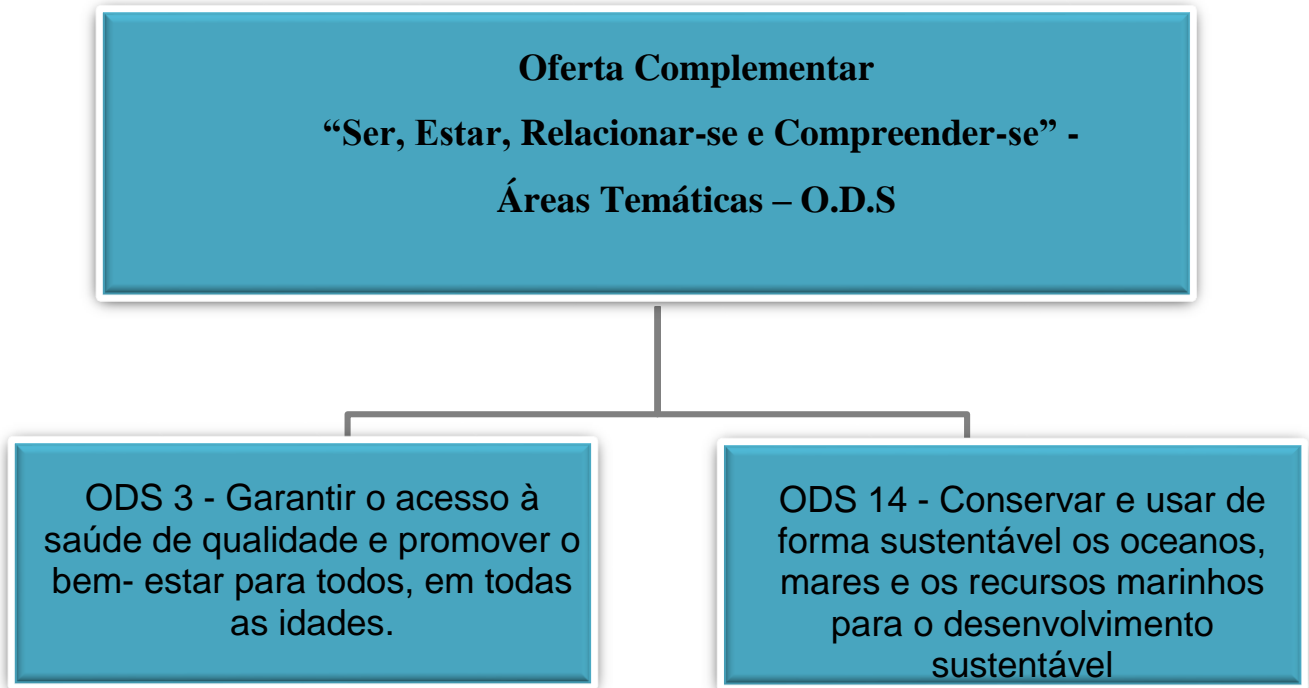 Oferta Complementar
“Ser, Estar, Relacionar-se e Compreender-se” -
Áreas Temáticas – O.D.S
ODS 3 - Garantir o acesso à
saúde de qualidade e promover o
bem- estar para todos, em todas
as idades.
ODS 14 - Conservar e usar de
forma sustentável os oceanos,
mares e os recursos marinhos
para o desenvolvimento
sustentável